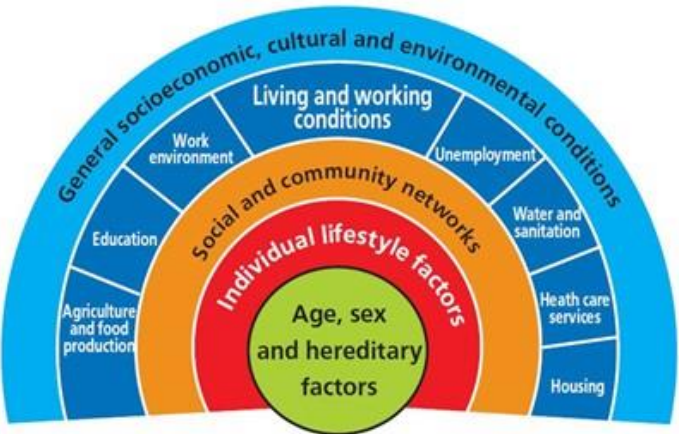 General socioeconomic, cultural and environmental conditions
Living and working
conditions
Work
environment
Unemployment
Education
Water and
sanitation
Agriculture
and food
production
Heath care
services
Housing
Social and community networks
Individual lifestyle factors
Age, sex
and hereditary
factors